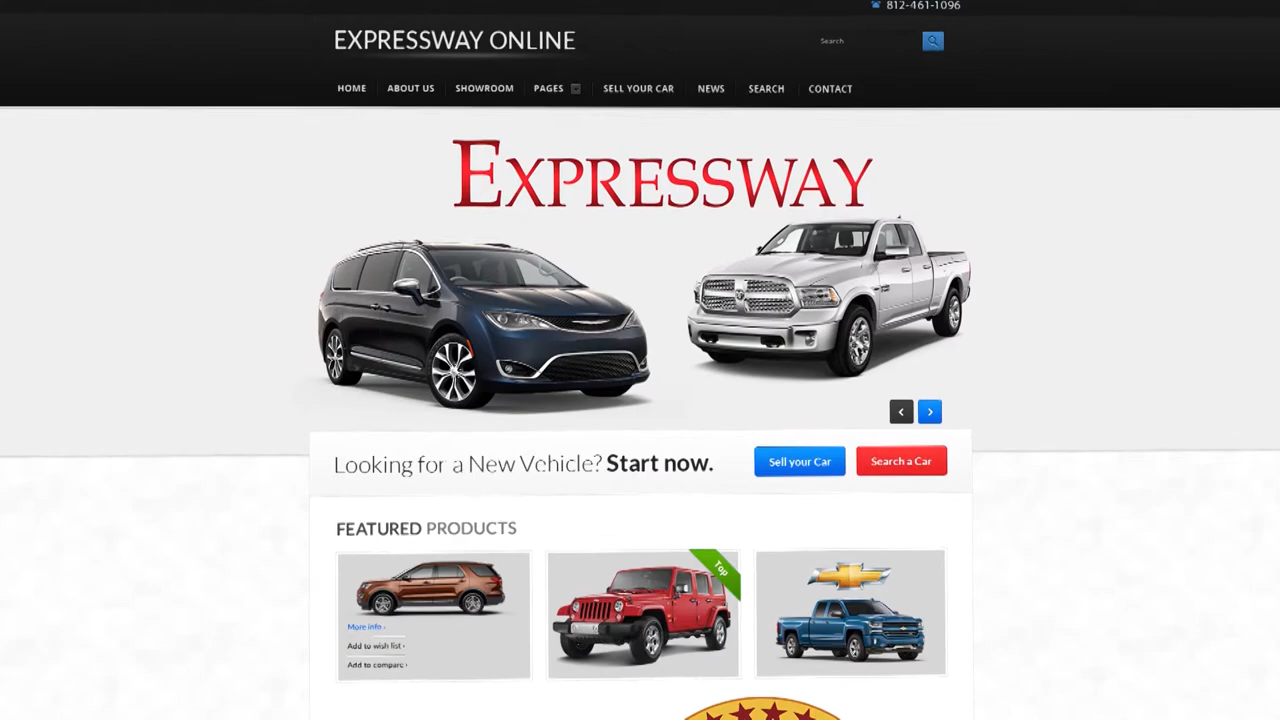 812-461-1096
EXPRESSWAY ONLINE
Search
HOME ABOUT US SHOWROOM PAGES SELL YOUR CAR NEWS SEARCH CONTACT
EXPRESSWAY
Looking for a New Vehicle? Start now.
Sell your Car
Search a Car
FEATURED PRODUCTS
More info ›
Add to wish list ›
Add to compare ›
Top